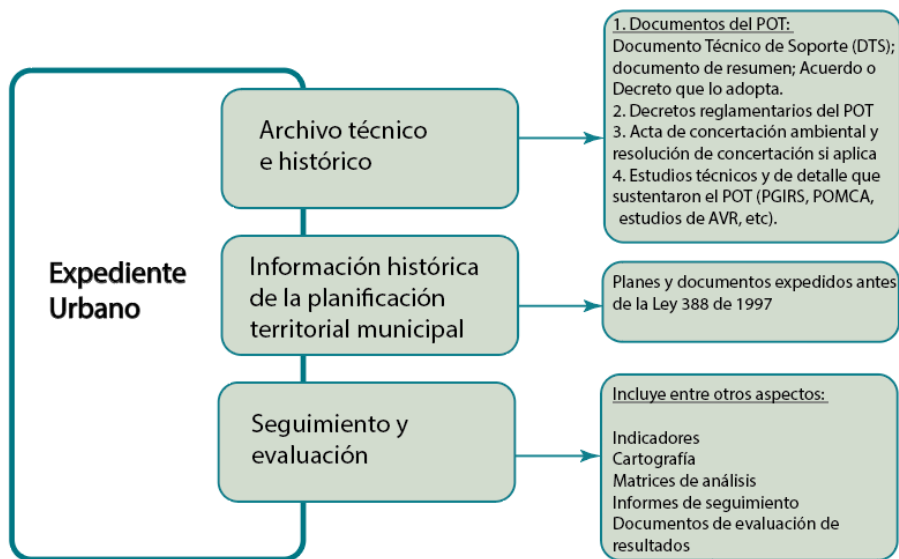 Expediente
Urbano
Archivo técnico
e histórico
1. Documentos del POT:
Documento Técnico de Soporte (DTS);
documento de resumen; Acuerdo o
Decreto que lo adopta.
2. Decretos reglamentarios del POT
3. Acta de concertación ambiental y
resolución de concertación si aplica
4. Estudios técnicos y de detalle que
sustentaron el POT (PGIRS, POMCA,
estudios de AVR, etc).
Información histórica
de la planificación
territorial municipal
Planes y documentos expedidos antes
de la Ley 388 de 1997
Seguimiento y
evaluación
Incluye entre otros aspectos:
Indicadores
Cartografía
Matrices de análisis
Informes de seguimiento
Documentos de evaluación de
resultados